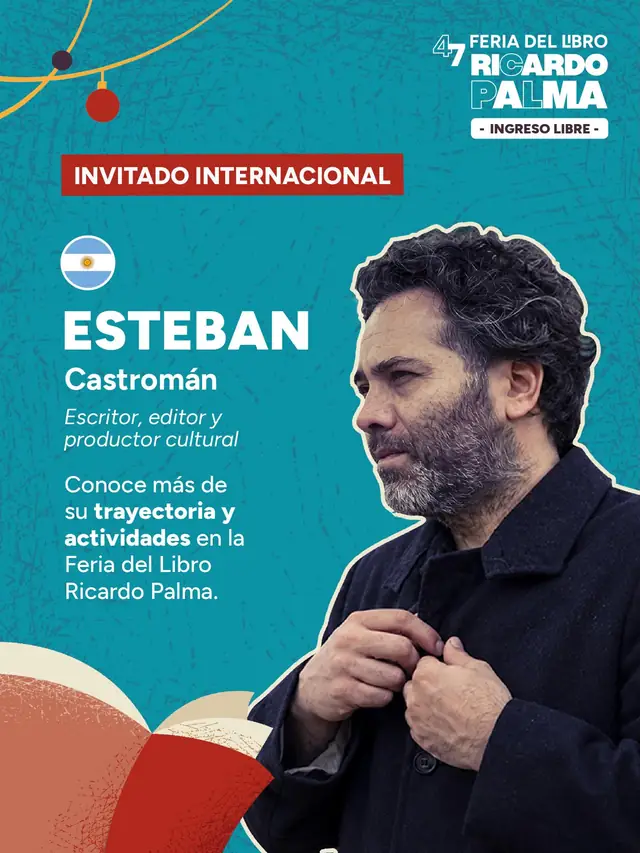 47 FERIA DEL LIBRO
RICARDO
PALMA
- INGRESO LIBRE -
INVITADO INTERNACIONAL
ESTEBAN
Castromán
Escritor, editor y
productor cultural
Conoce más de
su trayectoria y
actividades en la
Feria del Libro
Ricardo Palma.